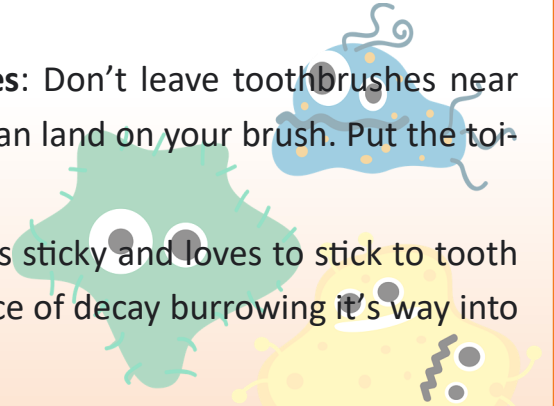 es: Don't leave toothbrushes near
an land on your brush. Put the toi-
s sticky and loves to stick to tooth
ce of decay burrowing it's way into